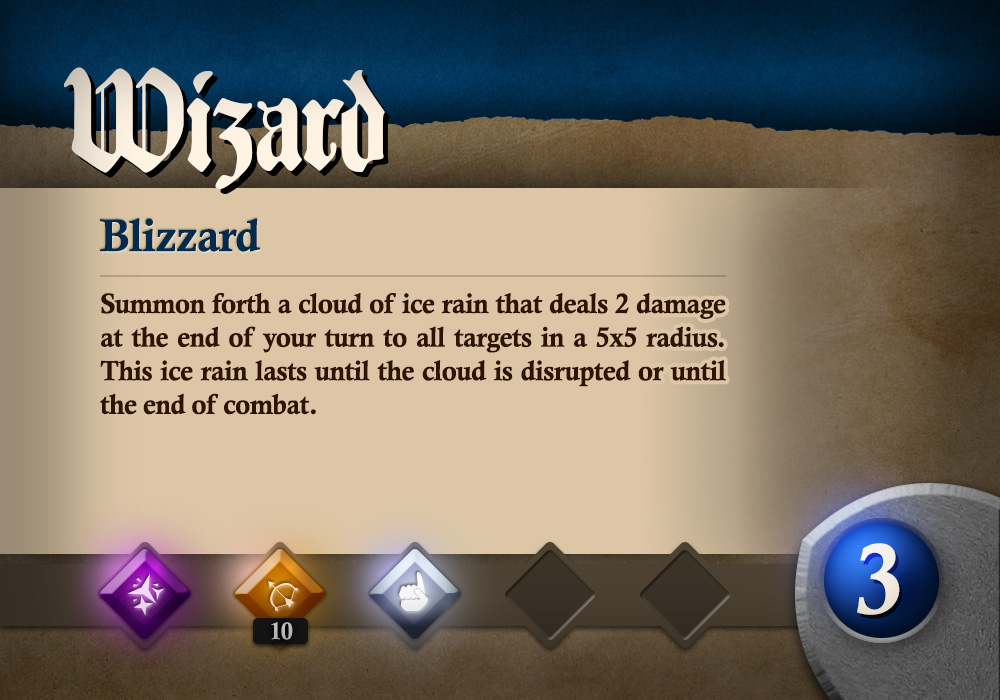 Wizard
Blizzard
Summon forth a cloud of ice rain that deals 2 damage
at the end of your turn to all targets in a 5x5 radius.
This ice rain lasts until the cloud is disrupted or until
the end of combat.
10
3